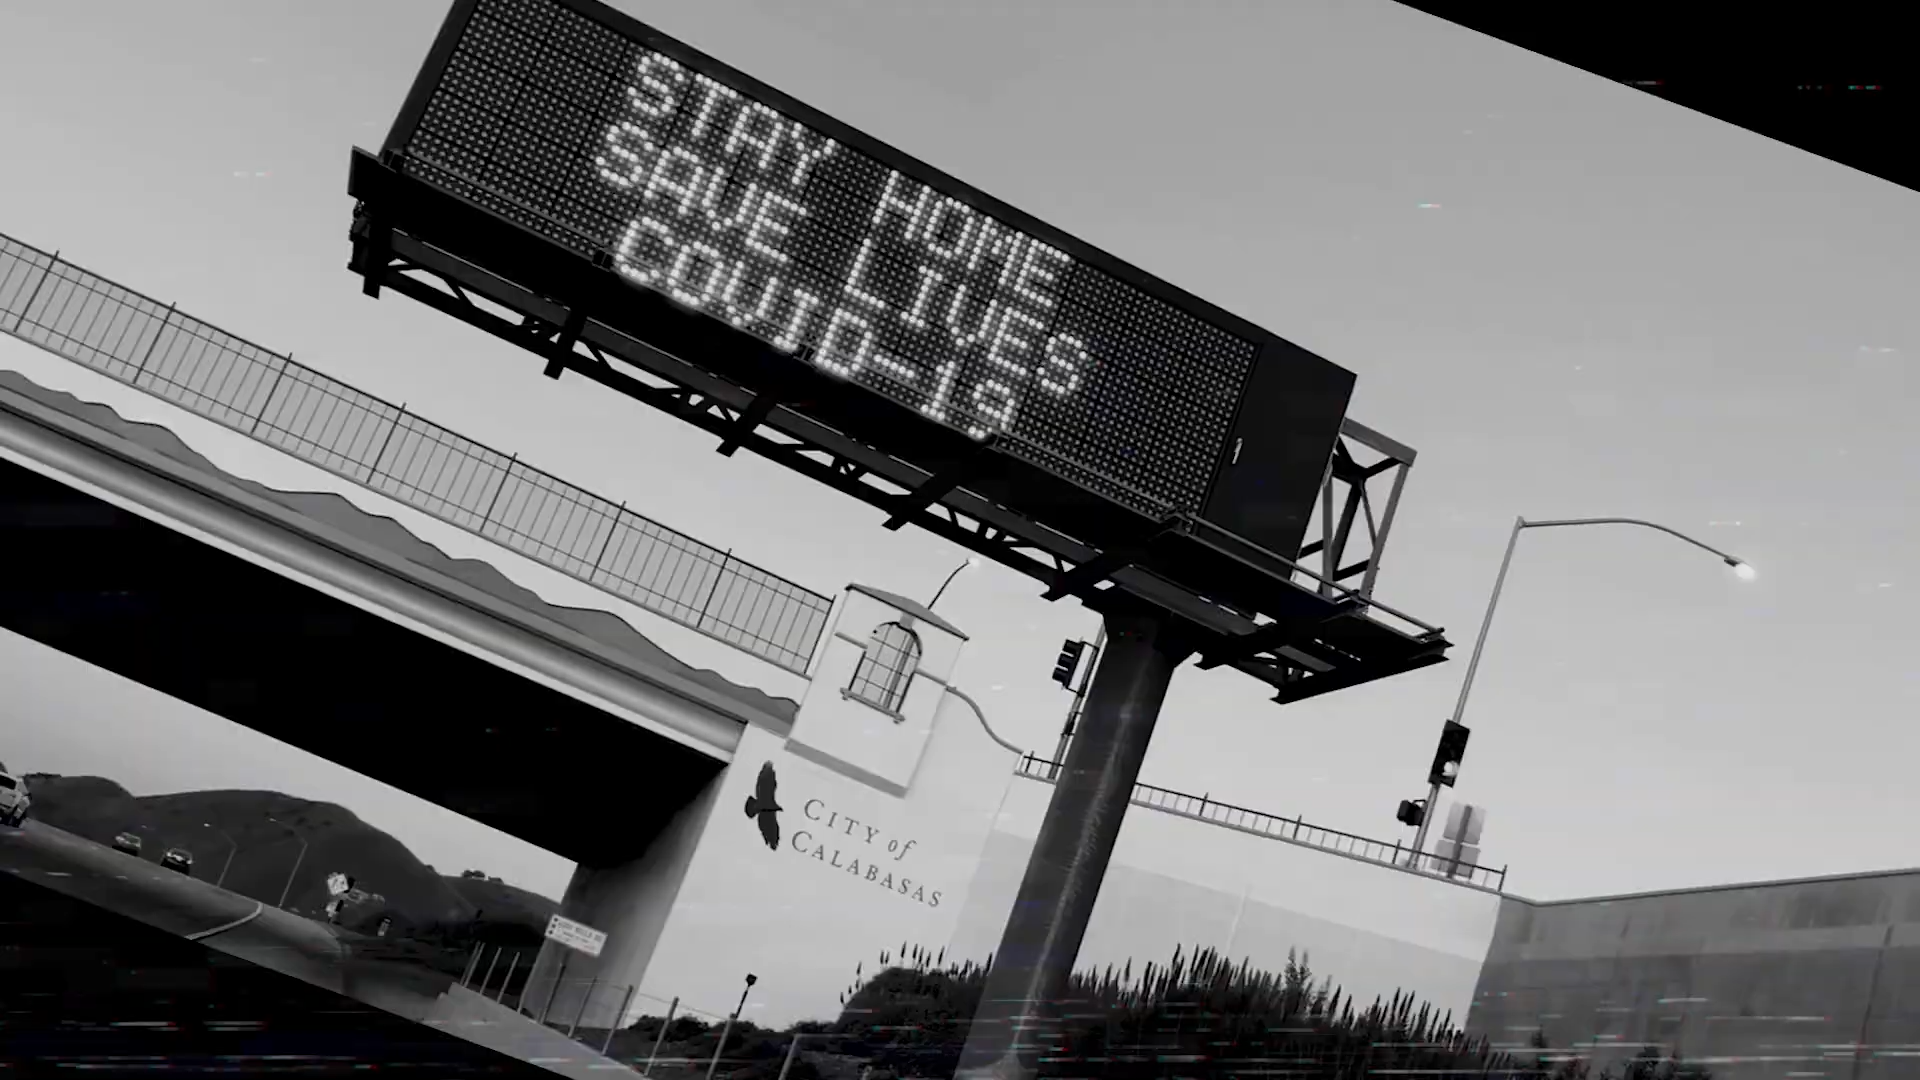 STAY HOME
SAVE LIVES
COVID-19
CITY of
CALABASAS